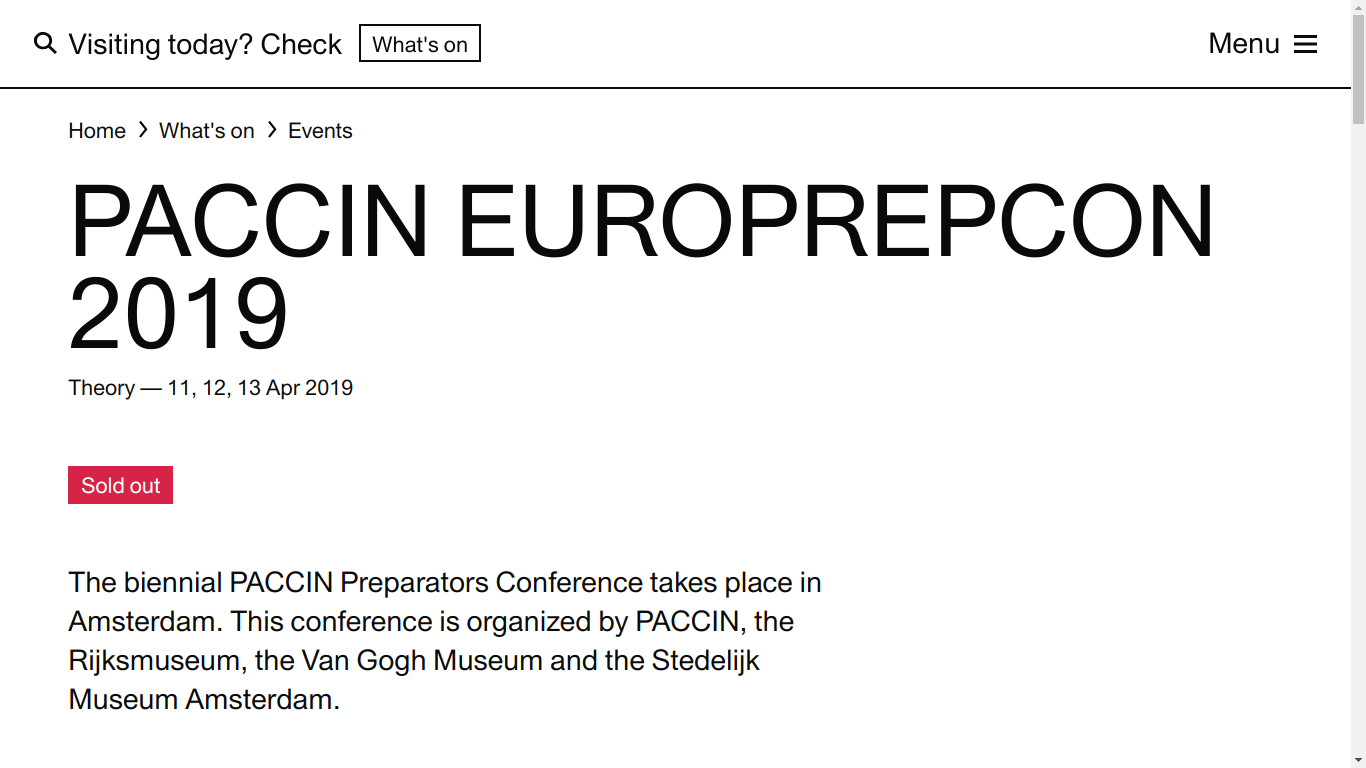 Visiting today? Check What's on Menu
Home What's on Events
PACCIN EUROPREPCON
2019
Theory — 11, 12, 13 Apr 2019
Sold out
The biennial PACCIN Preparators Conference takes place in
Amsterdam. This conference is organized by PACCIN, the
Rijksmuseum, the Van Gogh Museum and the Stedelijk
Museum Amsterdam.